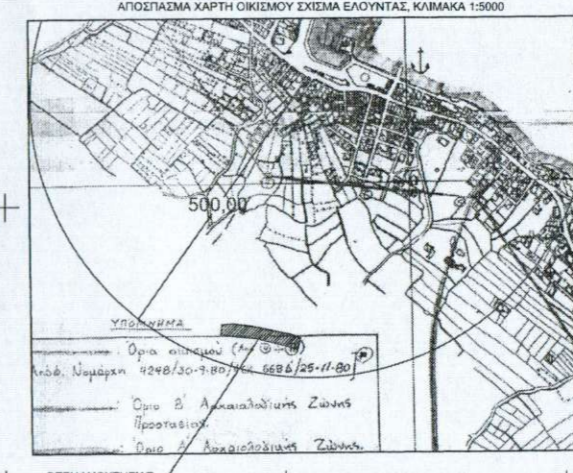 ΑΠΟΣΠΑΣΜΑ ΧΑΡΤΗ ΟΙΚΙΣΜΟΥ ΣΧΙΣΜΑ ΕΛΟΥΝΤΑΣ, ΚΛΙΜΑΚΑ 1:5000
500,00
ΥΠΟΜΝΗΜΑ
Όρια οικισμού
Απόφ. Νομάρχη 4248/30-9-80/ΦΕΚ 668Δ/25-11-80
Όριο Β' Αρχαιολογικής Ζώνης
Προστασίας.
Όριο Α' Αρχαιολογικής Ζώνης.